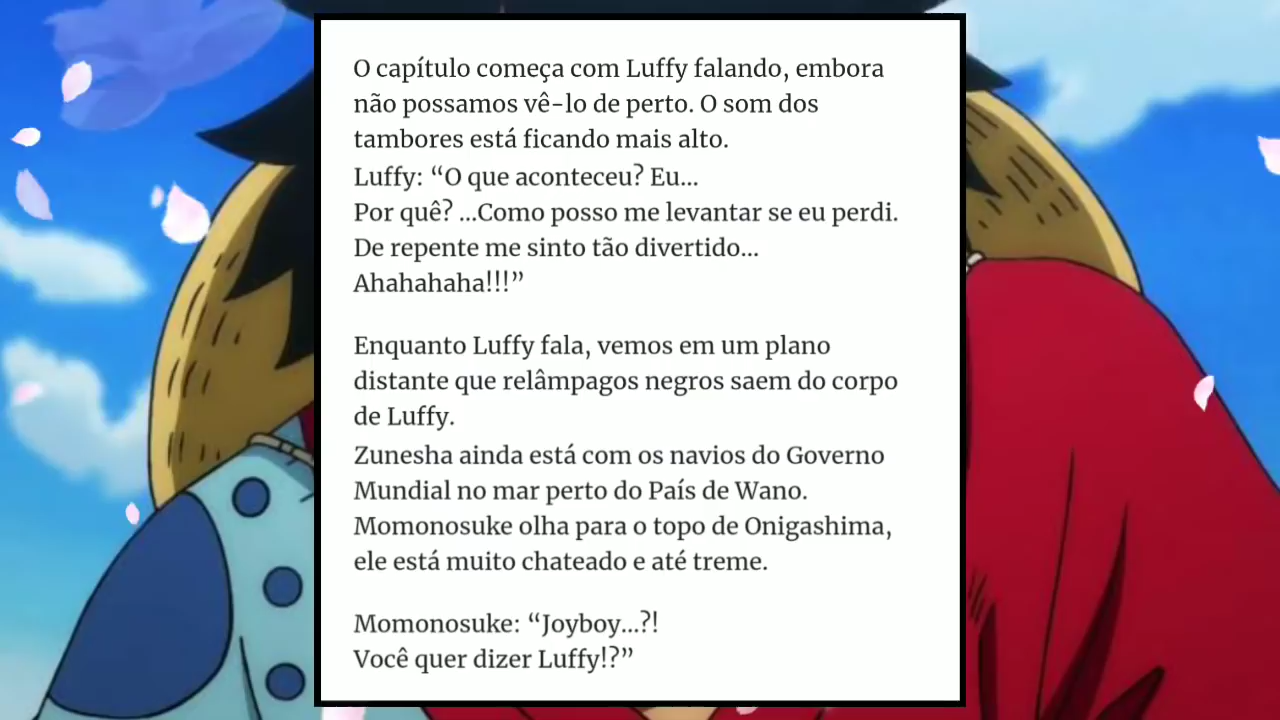 O capítulo começa com Luffy falando, embora
não possamos vê-lo de perto. O som dos
tambores está ficando mais alto.
Luffy: “O que aconteceu? Eu...
Por quê? ...Como posso me levantar se eu perdi.
De repente me sinto tão divertido...
Ahahahaha!!!”
Enquanto Luffy fala, vemos em um plano
distante que relâmpagos negros saem do corpo
de Luffy.
Zunesha ainda está com os navios do Governo
Mundial no mar perto do País de Wano.
Momonosuke olha para o topo de Onigashima,
ele está muito chateado e até treme.
Momonosuke: “Joyboy...?!
Você quer dizer Luffy!?”